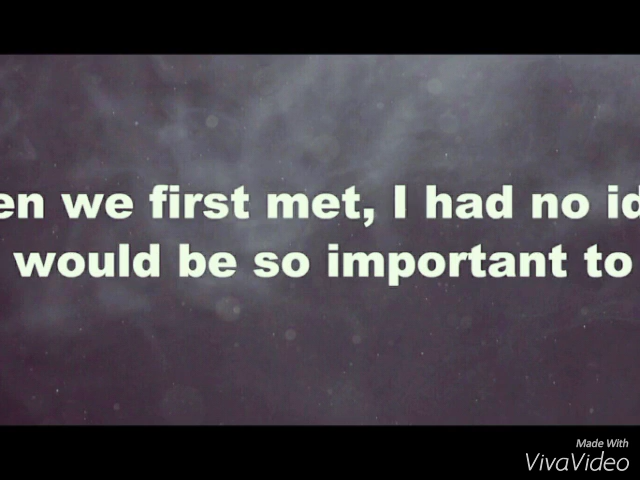 en we first met, I had no id
would be so important to
Made With
VivaVideo